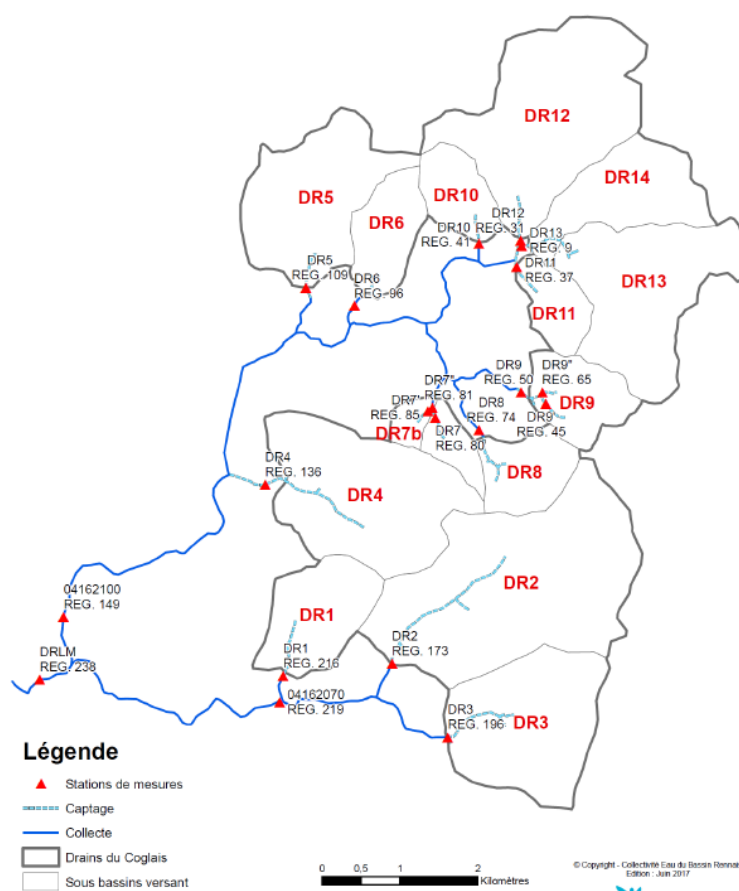 DR12
DR14
DR5
DR10
DR6
DR12
REG. 31
DR10
REG. 41
DR13
REG. 9
DR13
DR5
REG. 109
DR6
REG. 96
DR11
REG. 37
DR11
DR9
REG. 50
DR9"
REG. 65
DR7"
REG. 81
DR7'
REG. 85
DR8
REG. 74
DR9
DR9'
REG. 45
DR7b
DR7
REG. 80
DR8
DR4
REG. 136
DR4
DR2
04162100
REG. 149
DR1
DR1
REG. 216
DR2
REG. 173
DRLM
REG. 238
04162070
REG. 219
DR3
REG. 196
DR3
Légende
Stations de mesures
Captage
Collecte
Drains du Coglais
Sous bassins versant
0 0,5 1 2
Kilomètres
© Copyright - Collectivité Eau du Bassin Rennai
Edition : Juin 2017